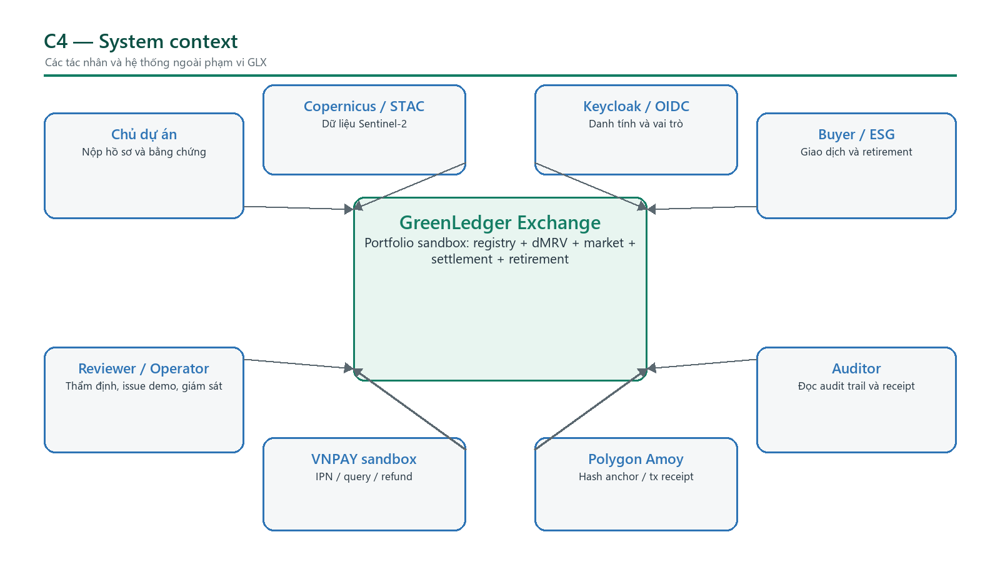 C4 — System context
Các tác nhân và hệ thống ngoài phạm vi GLX
Copernicus / STAC
Dữ liệu Sentinel-2
Keycloak / OIDC
Danh tính và vai trò
Chủ dự án
Nộp hồ sơ và bằng chứng
Buyer / ESG
Giao dịch và retirement
GreenLedger Exchange
Portfolio sandbox: registry + dMRV + market +
settlement + retirement
Reviewer / Operator
Thẩm định, issue demo, giám sát
Auditor
Đọc audit trail và receipt
VNPAY sandbox
IPN / query / refund
Polygon Amoy
Hash anchor / tx receipt